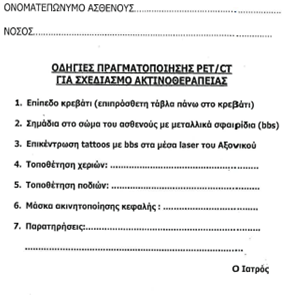 ΟΝΟΜΑΤΕΠΩΝΥΜΟ ΑΣΘΕΝΟΥΣ..............................................
ΝΟΣΟΣ..............................................
ΟΔΗΓΙΕΣ ΠΡΑΓΜΑΤΟΠΟΙΗΣΗΣ PET/CT
ΓΙΑ ΣΧΕΔΙΑΣΜΟ ΑΚΤΙΝΟΘΕΡΑΠΕΙΑΣ
1. Επίπεδο κρεβάτι (επιπρόσθετη τάβλα πάνω στο κρεβάτι)
2. Σημάδια στο σώμα του ασθενούς με μεταλλικά σφαιρίδια (bbs)
3. Επικέντρωση tattoos με bbs στα μέσα laser του Αξονικού
4. Τοποθέτηση χεριών: ..............................................
5. Τοποθέτηση ποδιών: ..............................................
6. Μάσκα ακινητοποίησης κεφαλής : ..............................................
7. Παρατηρήσεις:..............................................
..............................................
Ο Ιατρός